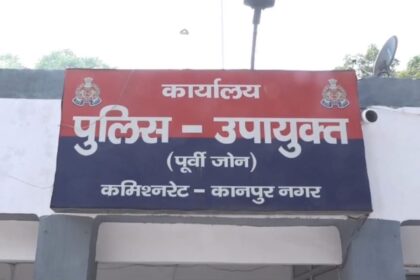 कार्यालय
पुलिस - उपायुक्त
(पूर्वी जोन)
कमिश्नरेट - कानपुर नगर